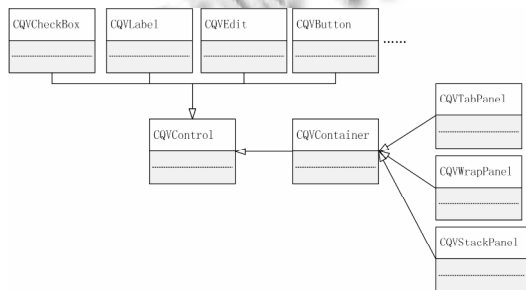 CQVCheckBox
CQVLabel
CQVEdit
CQVButton
......
CQVControl
CQVContainer
CQVTabPanel
CQVWrapPanel
CQVStackPanel